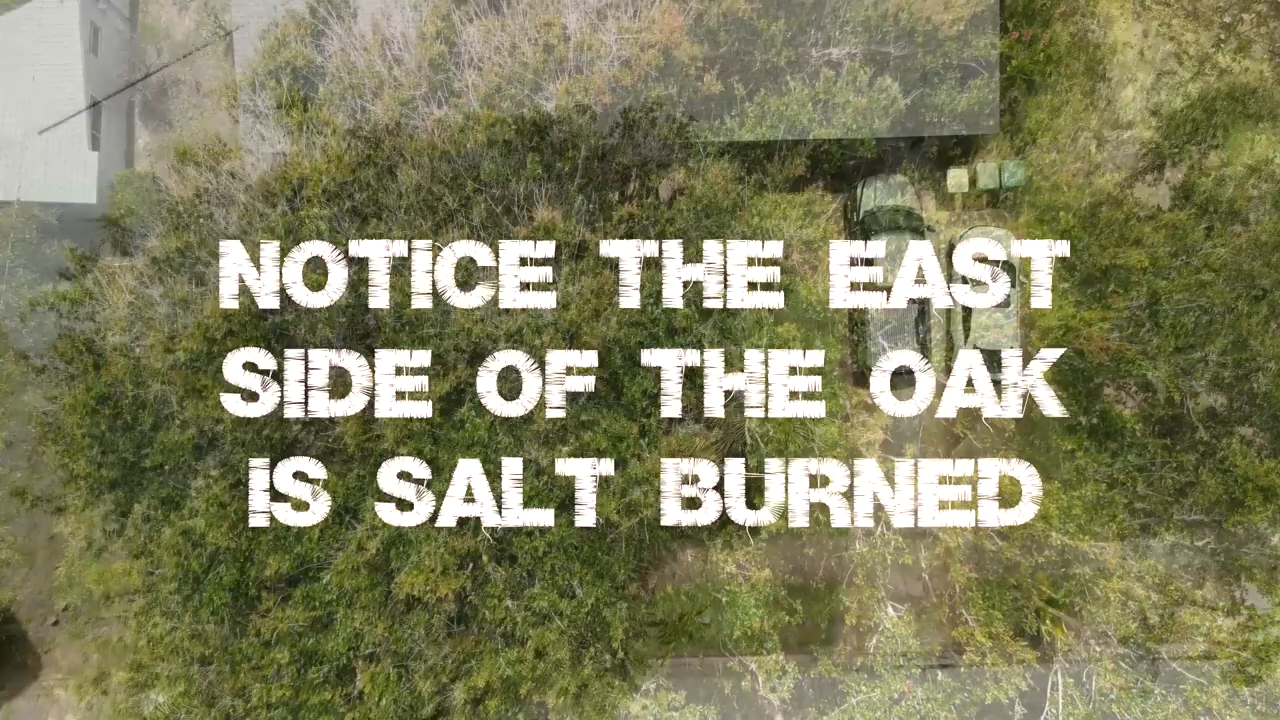 NOTICE THE EAST
SIDE OF THE OAK
IS SALT BURNED